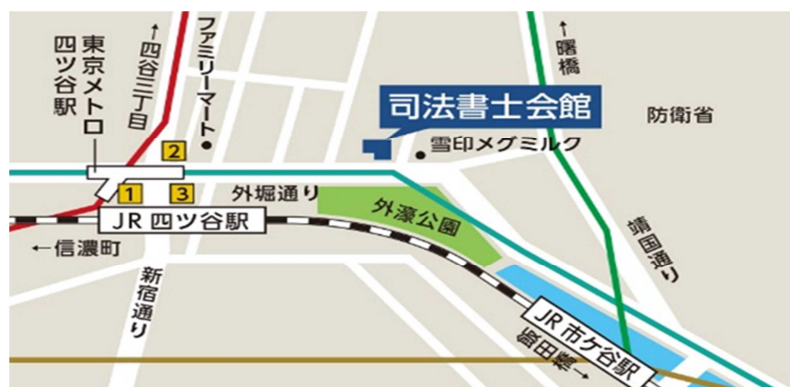 東京メトロ
四ツ谷駅
←四谷三丁目
ファミリーマート
←曙橋
司法書士会館
防衛省
雪印メグミルク
2
1
3
外堀通り
外濠公園
JR 四ツ谷駅
←信濃町
靖国通り
新宿通り
JR 市ケ谷駅
飯田橋→